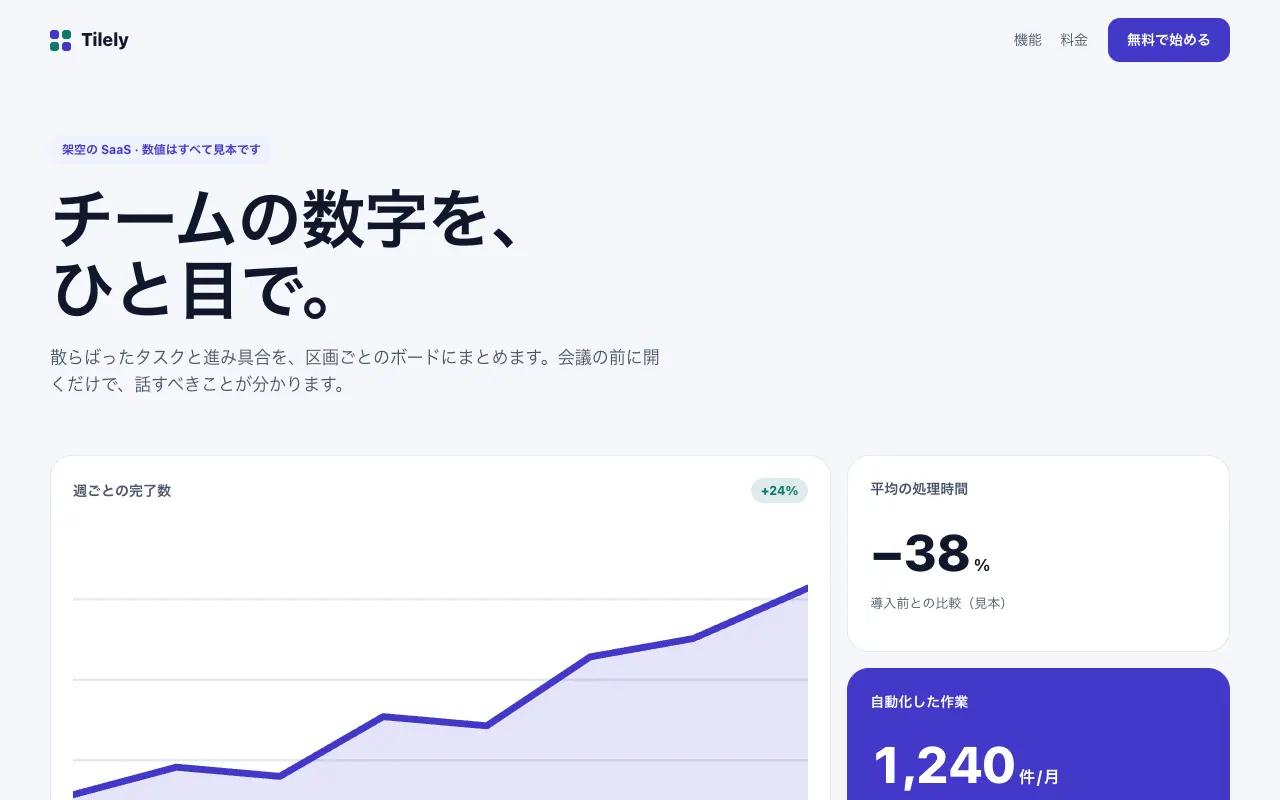 Tilely
機能
料金
無料で始める
架空の SaaS · 数値はすべて見本です
チームの数字を、
ひと目で。
散らばったタスクと進み具合を、区画ごとのボードにまとめます。会議の前に開
くだけで、話すべきことが分かります。
週ごとの完了数
+24%
平均の処理時間
−38%
導入前との比較（見本）
自動化した作業
1,240件/月